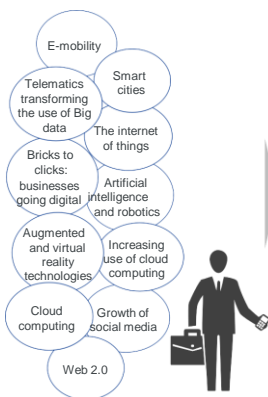 E-mobility
Smart
cities
Telematics
transforming
the use of Big
data
The internet
of things
Bricks to
clicks:
businesses
going digital
Artificial
intelligence
and robotics
Augmented
and virtual
reality
technologies
Increasing
use of cloud
computing
Cloud
computing
Growth of
social media
Web 2.0